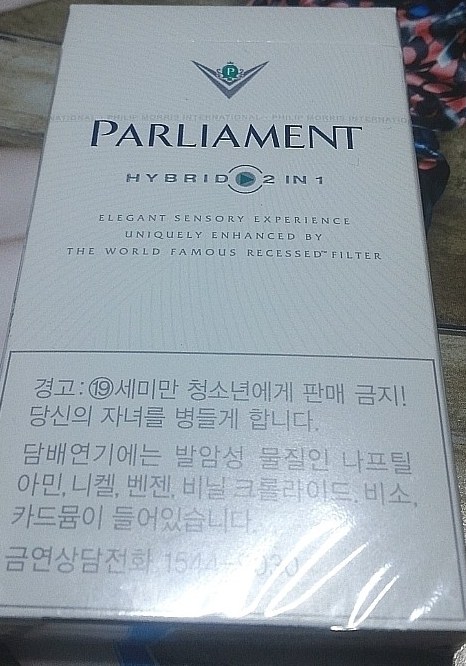 P
PHILIP MORRIS INTERNATIONAL
PARLIAMENT
HYBRID 2 IN 1
ELEGANT SENSORY EXPERIENCE
UNIQUELY ENHANCED BY
THE WORLD FAMOUS RECESSED™ FILTER
경고: ⑲세미만 청소년에게 판매 금지!
당신의 자녀를 병들게 합니다.
담배연기에는 발암성 물질인 나프틸
아민, 니켈, 벤젠, 비닐 크롤라이드, 비소,
카드뮴이 들어있습니다.
금연상담전화